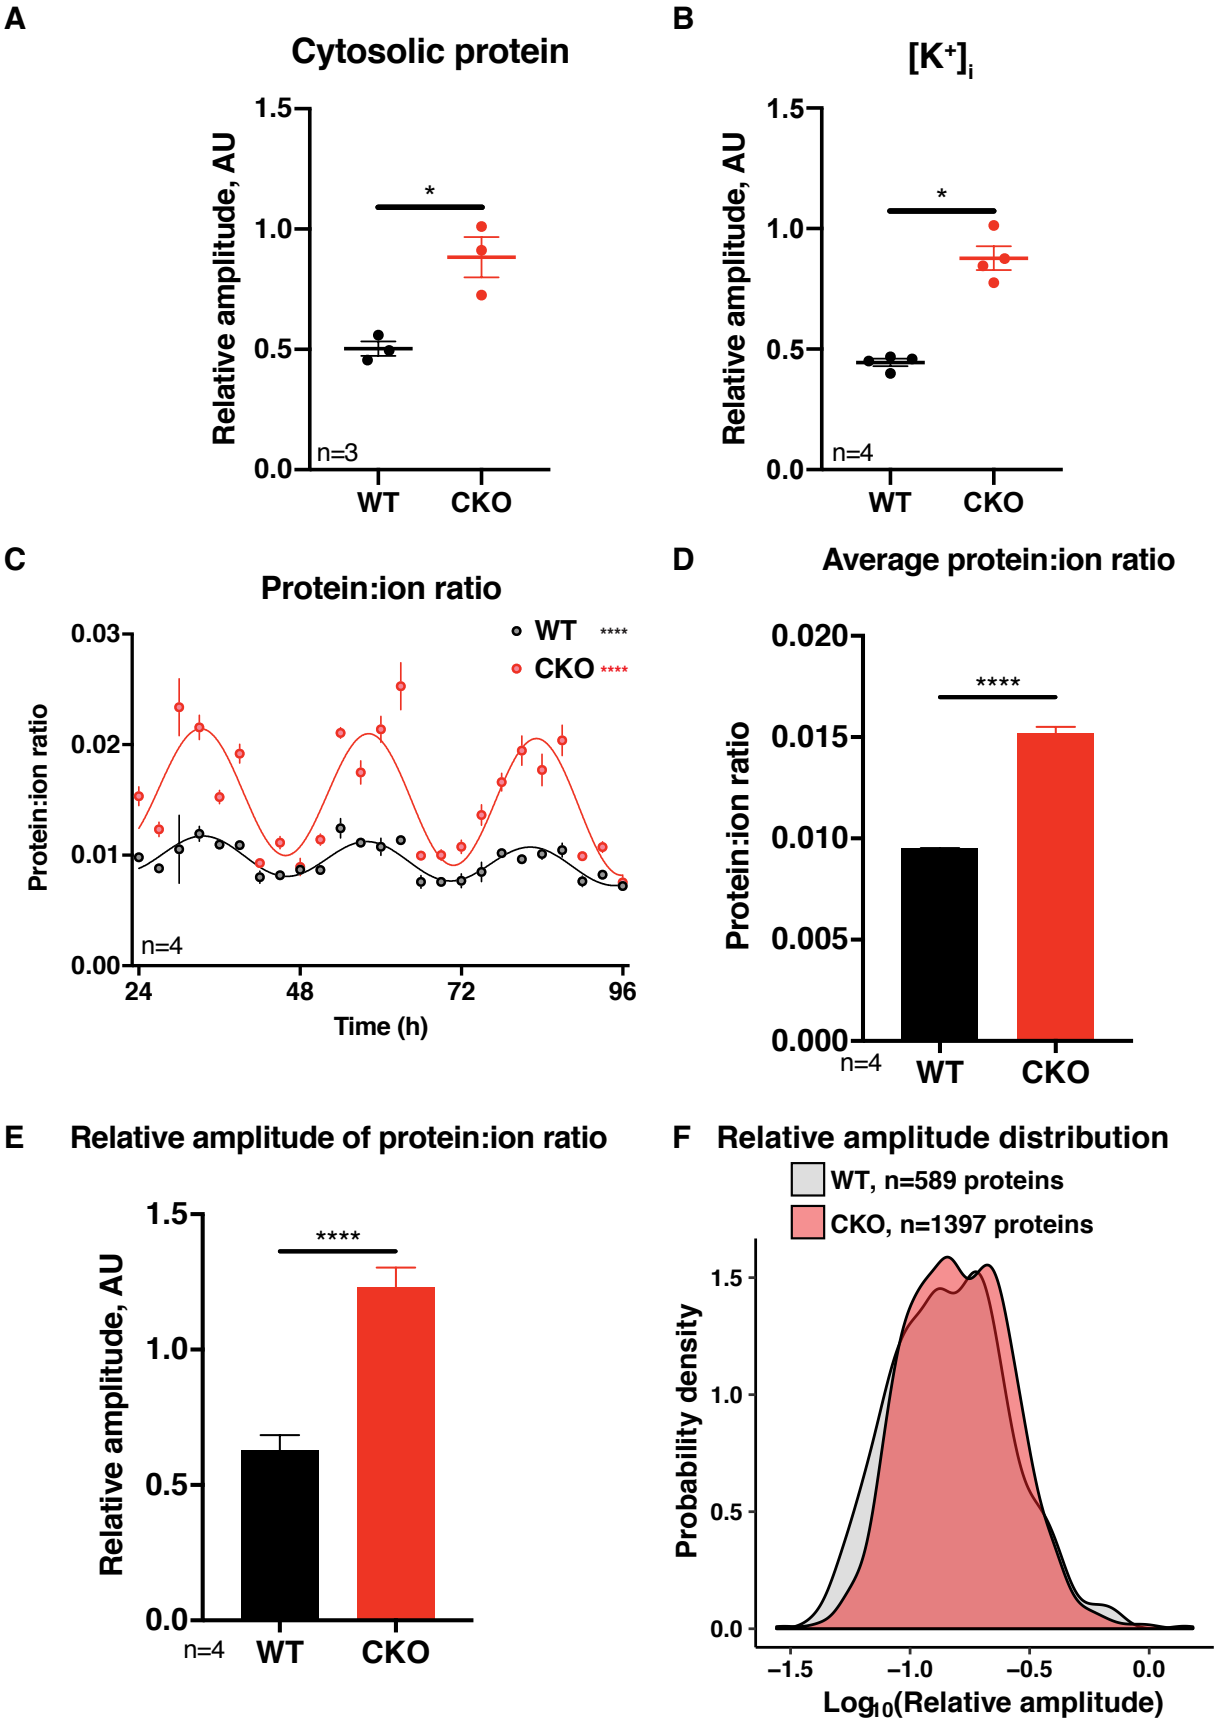 A
Cytosolic protein
Relative amplitude, AU
1.5
1.0
0.5
0.0
*
n=3
WT CKO
B
[K+]i
Relative amplitude, AU
1.5
1.0
0.5
0.0
*
n=4
WT CKO
C
Protein:ion ratio
WT ****
CKO ****
Protein:ion ratio
0.03
0.02
0.01
0.00
n=4
24 48 72 96
Time (h)
D
Average protein:ion ratio
Protein:ion ratio
0.020
0.015
0.010
0.005
0.000
****
n=4
WT CKO
E
Relative amplitude of protein:ion ratio
Relative amplitude, AU
1.5
1.0
0.5
0.0
****
n=4
WT CKO
F
Relative amplitude distribution
WT, n=589 proteins
CKO, n=1397 proteins
Probability density
1.5
1.0
0.5
0.0
−1.5 −1.0 −0.5 0.0
Log10(Relative amplitude)